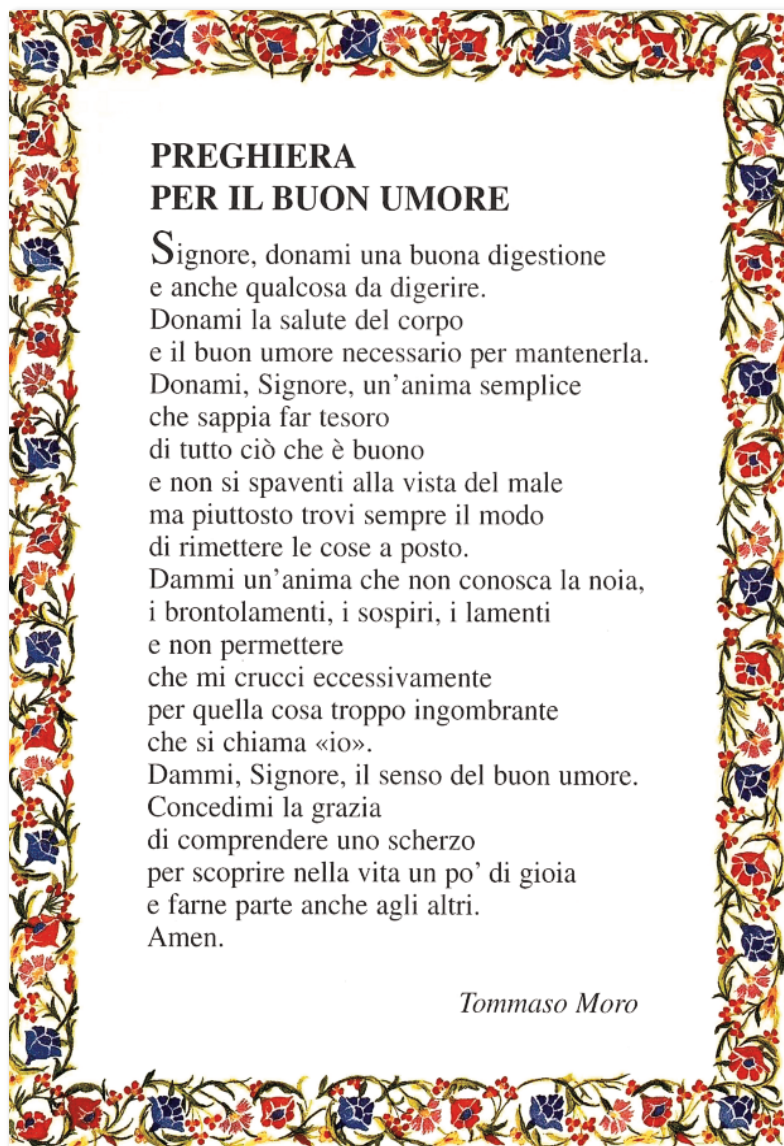 PREGHIERA
PER IL BUON UMORE
Signore, donami una buona digestione
e anche qualcosa da digerire.
Donami la salute del corpo
e il buon umore necessario per mantenerla.
Donami, Signore, un'anima semplice
che sappia far tesoro
di tutto ciò che è buono
e non si spaventi alla vista del male
ma piuttosto trovi sempre il modo
di rimettere le cose a posto.
Dammi un'anima che non conosca la noia,
i brontolamenti, i sospiri, i lamenti
e non permettere
che mi crucci eccessivamente
per quella cosa troppo ingombrante
che si chiama «io».
Dammi, Signore, il senso del buon umore.
Concedimi la grazia
di comprendere uno scherzo
per scoprire nella vita un po' di gioia
e farne parte anche agli altri.
Amen.
Tommaso Moro